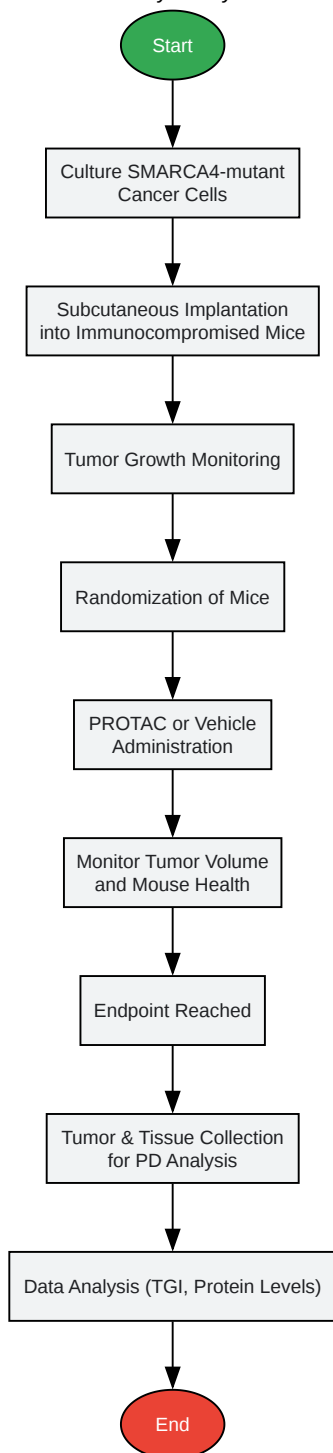 Start
Culture SMARCA4-mutant
Cancer Cells
Subcutaneous Implantation
into Immunocompromised Mice
Tumor Growth Monitoring
Randomization of Mice
PROTAC or Vehicle
Administration
Monitor Tumor Volume
and Mouse Health
Endpoint Reached
Tumor & Tissue Collection
for PD Analysis
Data Analysis (TGI, Protein Levels)
End